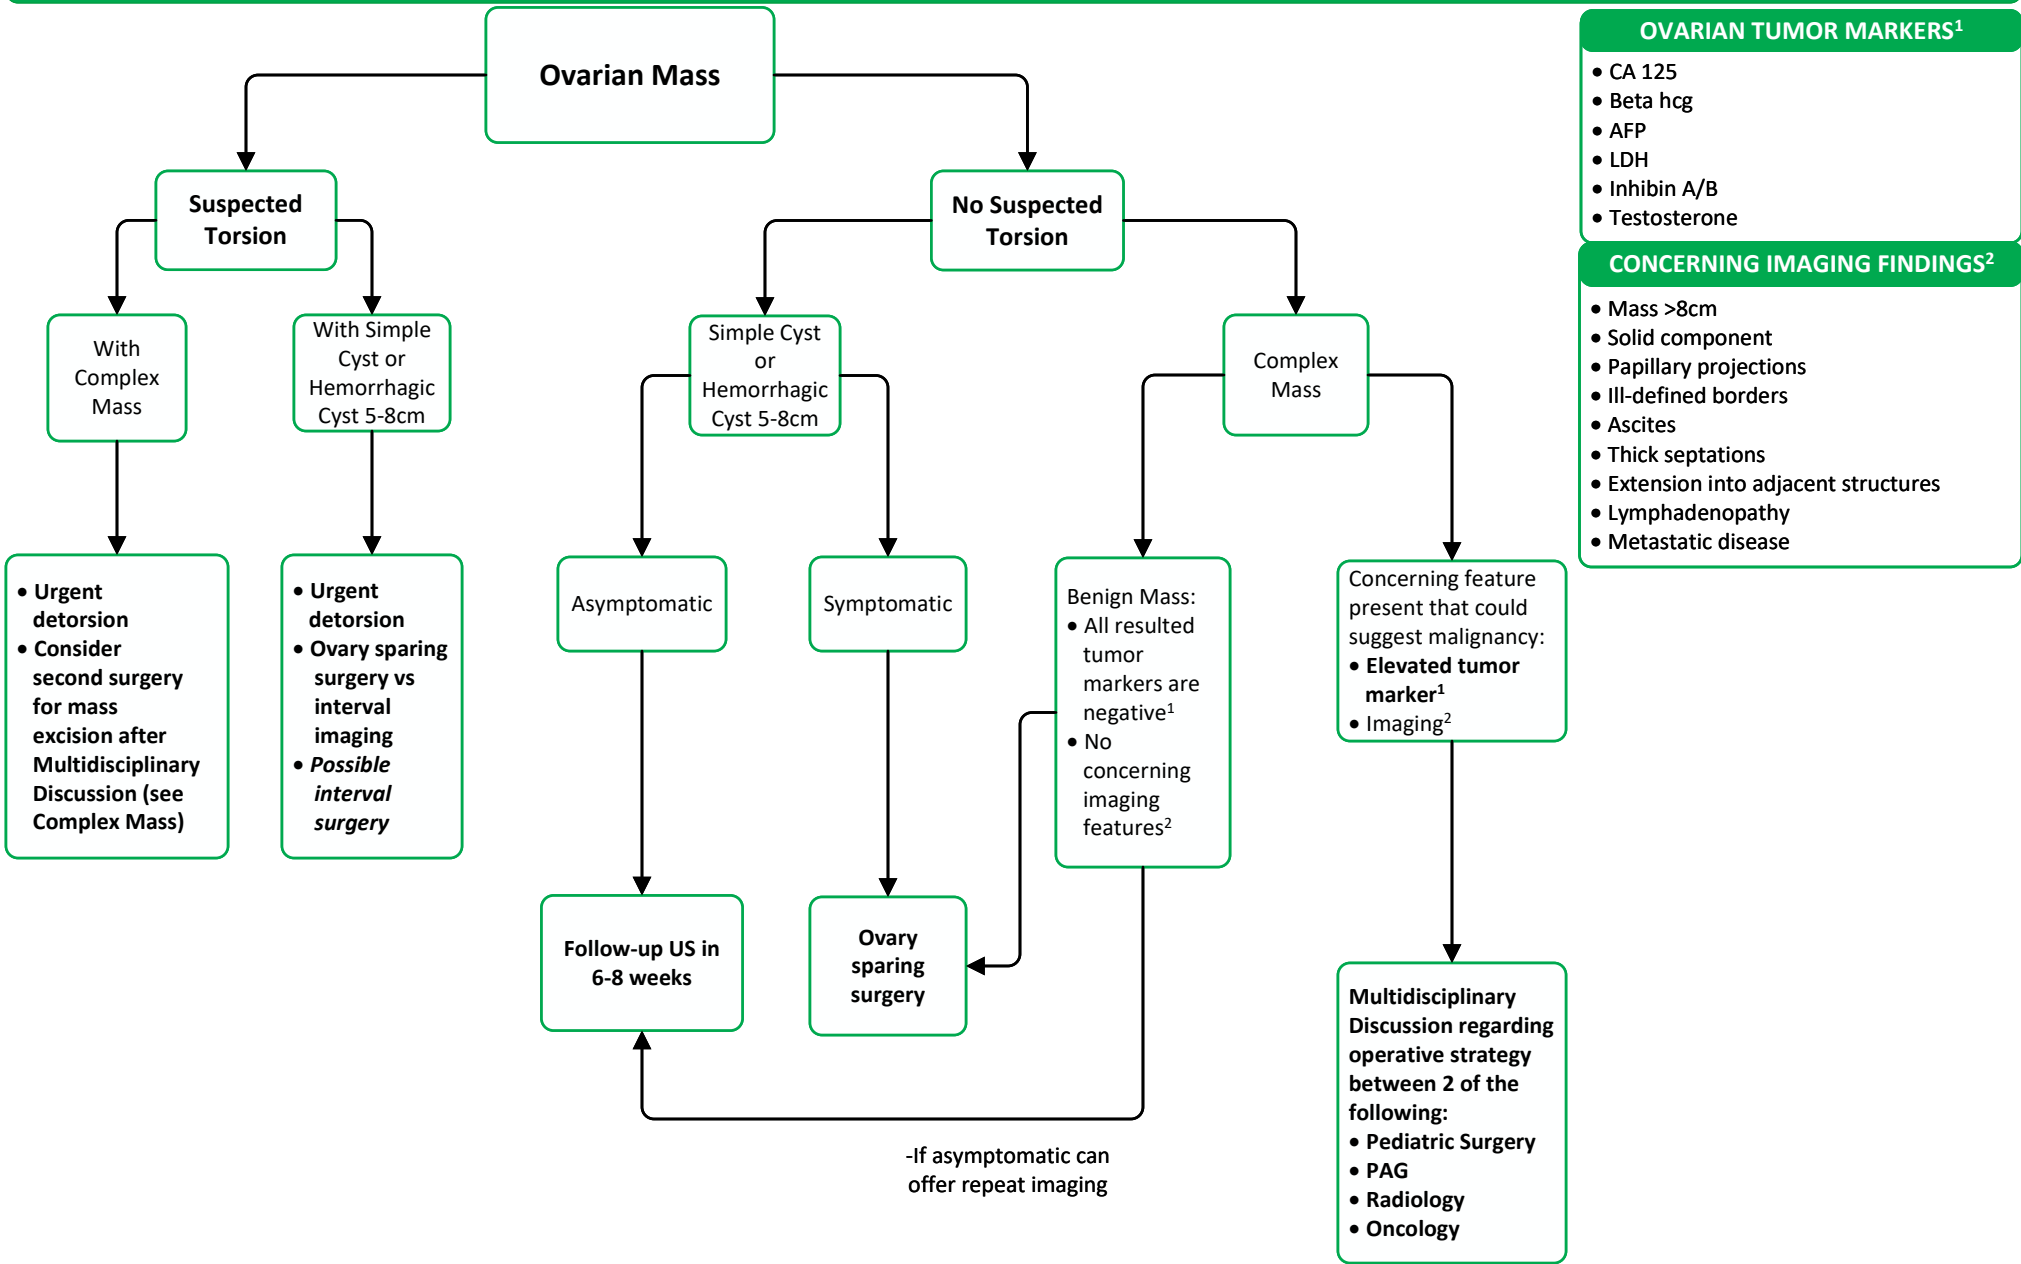 Ovarian Mass
OVARIAN TUMOR MARKERS¹
• CA 125
• Beta hcg
• AFP
• LDH
• Inhibin A/B
• Testosterone
CONCERNING IMAGING FINDINGS²
• Mass >8cm
• Solid component
• Papillary projections
• Ill-defined borders
• Ascites
• Thick septations
• Extension into adjacent structures
• Lymphadenopathy
• Metastatic disease
Suspected
Torsion
No Suspected
Torsion
With
Complex
Mass
With Simple
Cyst or
Hemorrhagic
Cyst 5-8cm
Simple Cyst
or
Hemorrhagic
Cyst 5-8cm
Complex
Mass
• Urgent
detorsion
• Consider
second surgery
for mass
excision after
Multidisciplinary
Discussion (see
Complex Mass)
• Urgent
detorsion
• Ovary sparing
surgery vs
interval
imaging
• Possible
interval
surgery
Asymptomatic
Symptomatic
Benign Mass:
• All resulted
tumor
markers are
negative¹
• No
concerning
imaging
features²
Concerning feature
present that could
suggest malignancy:
• Elevated tumor
marker¹
• Imaging²
Follow-up US in
6-8 weeks
Ovary
sparing
surgery
-If asymptomatic can
offer repeat imaging
Multidisciplinary
Discussion regarding
operative strategy
between 2 of the
following:
• Pediatric Surgery
• PAG
• Radiology
• Oncology